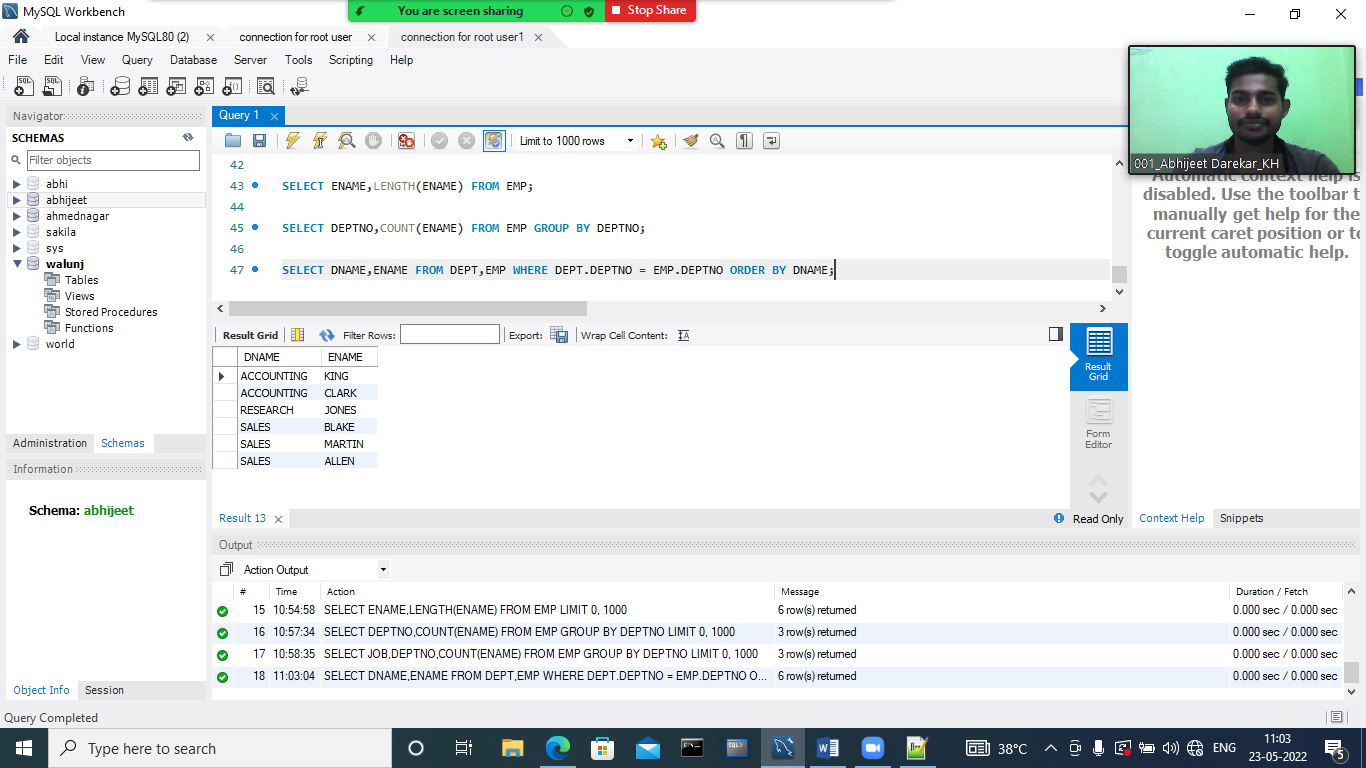 MySQL Workbench
You are screen sharing
Stop Share
Local instance MySQL80 (2)
connection for root user
connection for root user1
File Edit View Query Database Server Tools Scripting Help
Navigator
SCHEMAS
Filter objects
abhi
abhijeet
ahmednagar
sakila
sys
walunj
Tables
Views
Stored Procedures
Functions
world
Administration Schemas
Information
Schema: abhijeet
Object Info Session
Query 1
Limit to 1000 rows
42
43 SELECT ENAME,LENGTH(ENAME) FROM EMP;
44
45 SELECT DEPTNO,COUNT(ENAME) FROM EMP GROUP BY DEPTNO;
46
47 SELECT DNAME,ENAME FROM DEPT,EMP WHERE DEPT.DEPTNO = EMP.DEPTNO ORDER BY DNAME;
Result Grid Filter Rows: Export: Wrap Cell Content:
DNAME ENAME
ACCOUNTING KING
ACCOUNTING CLARK
RESEARCH JONES
SALES BLAKE
SALES MARTIN
SALES ALLEN
Result
Grid
Form
Editor
Result 13
Read Only
001_Abhijeet Darekar_KH
Automatic context help is
disabled. Use the toolbar t
manually get help for the
current caret position or to
toggle automatic help.
Context Help Snippets
Output
Action Output
# Time Action Message Duration / Fetch
15 10:54:58 SELECT ENAME,LENGTH(ENAME) FROM EMP LIMIT 0, 1000 6 row(s) returned 0.000 sec / 0.000 sec
16 10:57:34 SELECT DEPTNO,COUNT(ENAME) FROM EMP GROUP BY DEPTNO LIMIT 0, 1000 3 row(s) returned 0.000 sec / 0.000 sec
17 10:58:35 SELECT JOB,DEPTNO,COUNT(ENAME) FROM EMP GROUP BY DEPTNO LIMIT 0, 1000 3 row(s) returned 0.000 sec / 0.000 sec
18 11:03:04 SELECT DNAME,ENAME FROM DEPT,EMP WHERE DEPT.DEPTNO = EMP.DEPTNO O... 6 row(s) returned 0.000 sec / 0.000 sec
Query Completed
Type here to search
38°C
ENG
11:03
23-05-2022
5